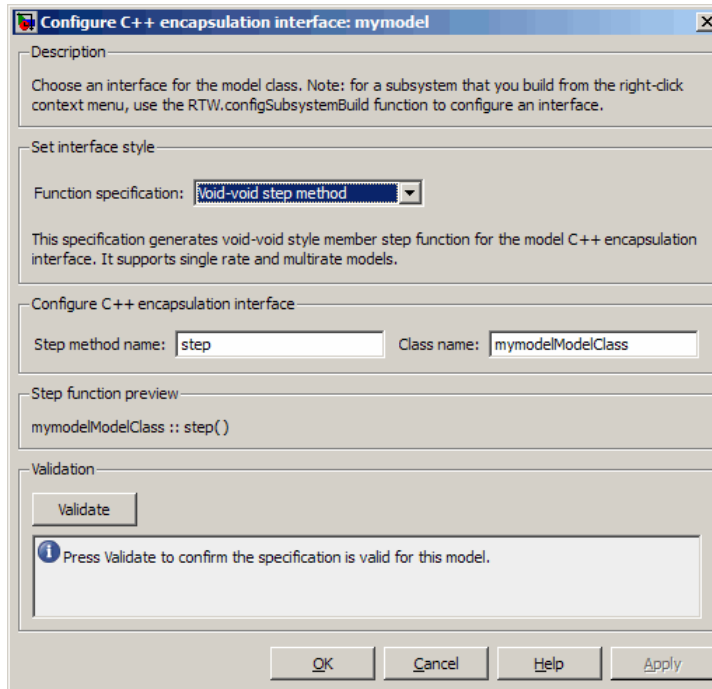 Configure C++ encapsulation interface: mymodel
Description
Choose an interface for the model class. Note: for a subsystem that you build from the right-click
context menu, use the RTW.configSubsystemBuild function to configure an interface.
Set interface style
Function specification: Void-void step method
This specification generates void-void style member step function for the model C++ encapsulation
interface. It supports single rate and multirate models.
Configure C++ encapsulation interface
Step method name: step Class name: mymodelModelClass
Step function preview
mymodelModelClass :: step( )
Validation
Validate
Press Validate to confirm the specification is valid for this model.
OK Cancel Help Apply